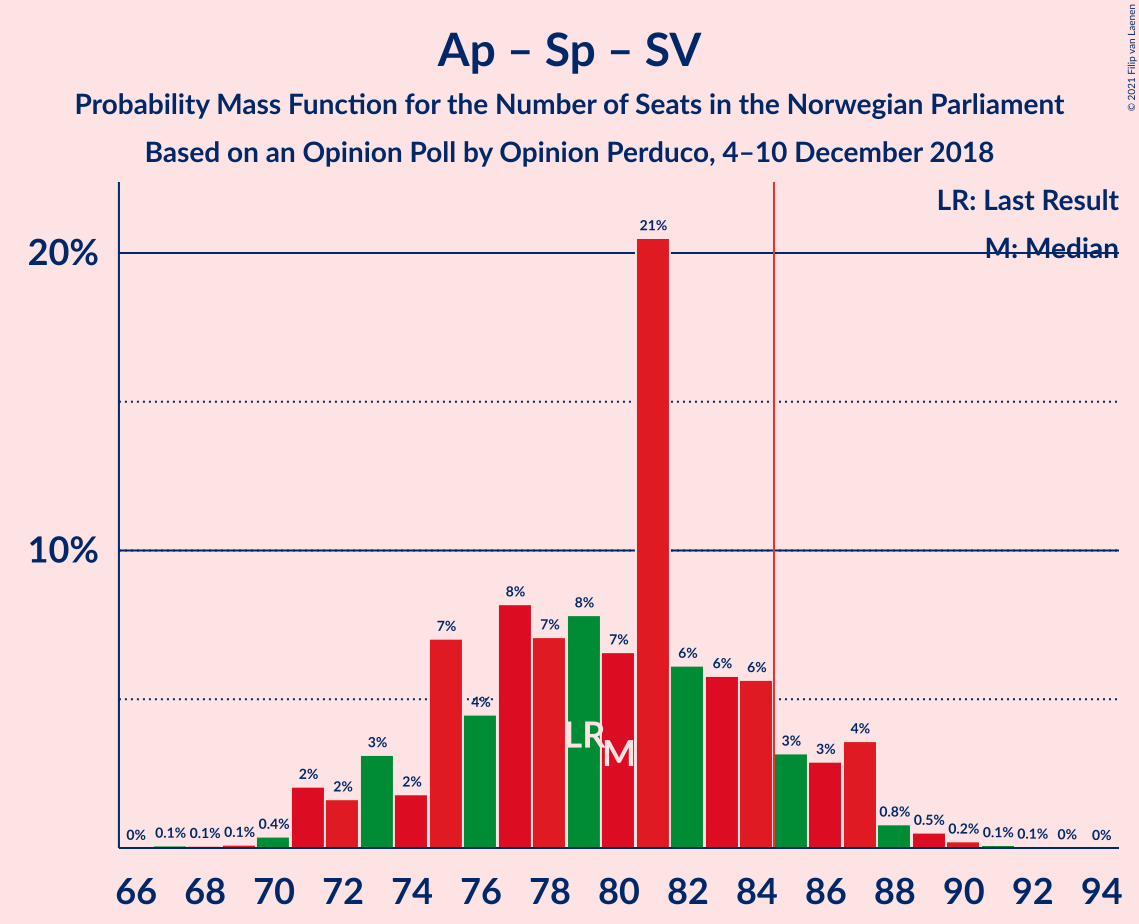 Ap – Sp – SV
Probability Mass Function for the Number of Seats in the Norwegian Parliament
Based on an Opinion Poll by Opinion Perduco, 4–10 December 2018
© 2021 Filip van Laenen
LR: Last Result
M: Median
20%
10%
0% 0.1% 0.1% 0.1% 0.4% 2% 2% 3% 2% 7% 4% 8% 7% 8% 7% 21% 6% 6% 6% 3% 3% 4% 0.8% 0.5% 0.2% 0.1% 0.1% 0% 0%
LR
M
66 68 70 72 74 76 78 80 82 84 86 88 90 92 94